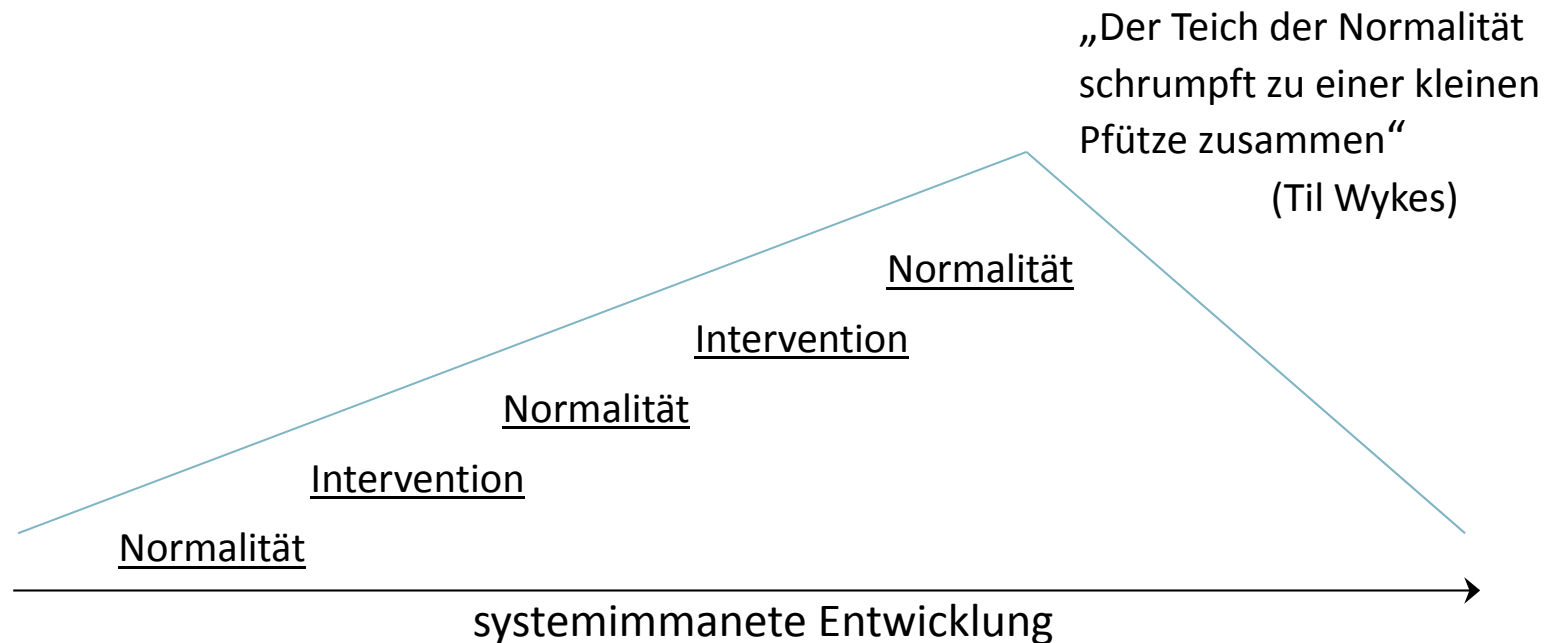 „Der Teich der Normalität
schrumpft zu einer kleinen
Pfütze zusammen“
(Til Wykes)
Normalität
Intervention
Normalität
Intervention
Normalität
systemimmanete Entwicklung